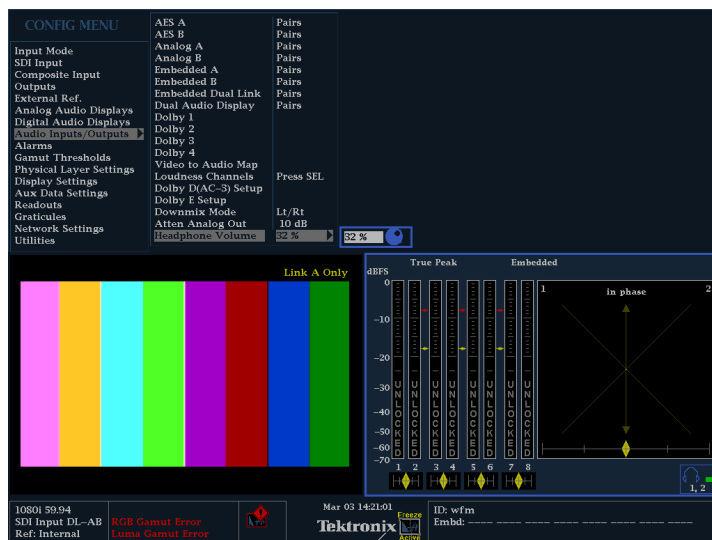 CONFIG MENU
Input Mode
SDI Input
Composite Input
Outputs
External Ref.
Analog Audio Displays
Digital Audio Displays
Audio Inputs/Outputs
Alarms
Gamut Thresholds
Physical Layer Settings
Display Settings
Aux Data Settings
Readouts
Graticules
Network Settings
Utilities
AES A Pairs
AES B Pairs
Analog A Pairs
Analog B Pairs
Embedded A Pairs
Embedded B Pairs
Embedded Dual Link Pairs
Dual Audio Display Pairs
Dolby 1
Dolby 2
Dolby 3
Dolby 4
Video to Audio Map
Loudness Channels Press SEL
Dolby D(AC-3) Setup
Dolby E Setup
Downmix Mode Lt/Rt
Atten Analog Out 10 dB
Headphone Volume 32 %
32 %
Link A Only
True Peak Embedded
dBFS
0
-10
-20
-30
-40
-50
-60
-70
UNLOCKED
UNLOCKED
UNLOCKED
UNLOCKED
UNLOCKED
UNLOCKED
UNLOCKED
UNLOCKED
1 2 3 4 5 6 7 8
1 in phase 2
1, 2
1080i 59.94
SDI Input DL-AB
Ref: Internal
RGB Gamut Error
Luma Gamut Error
Mar 03 14:21:01
Tektronix
Freeze
Active
ID: wfm
Embd: ---- ---- ---- ---- ---- ---- ---- ----